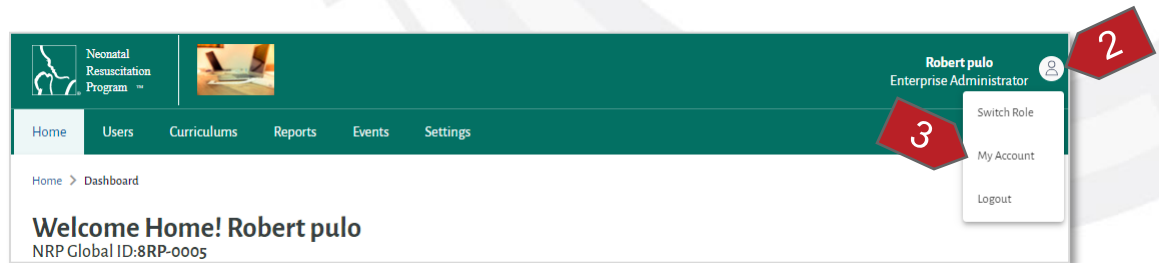 Neonatal
Resuscitation
Program ™
Robert pulo
Enterprise Administrator
2
Home Users Curriculums Reports Events Settings
3
Switch Role
My Account
Logout
Home > Dashboard
Welcome Home! Robert pulo
NRP Global ID:8RP-0005